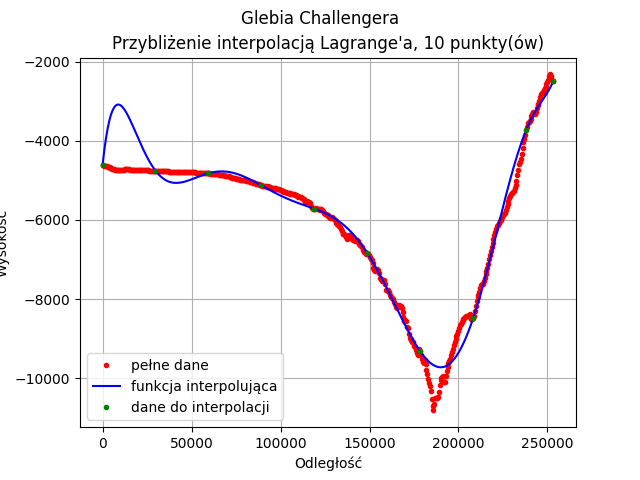 Glebia Challengera
Przybliżenie interpolacją Lagrange'a, 10 punkty(ów)
−2000
−4000
−6000
−8000
−10000
Wysokość
pełne dane
funkcja interpolująca
dane do interpolacji
0
50000
100000
150000
200000
250000
Odległość